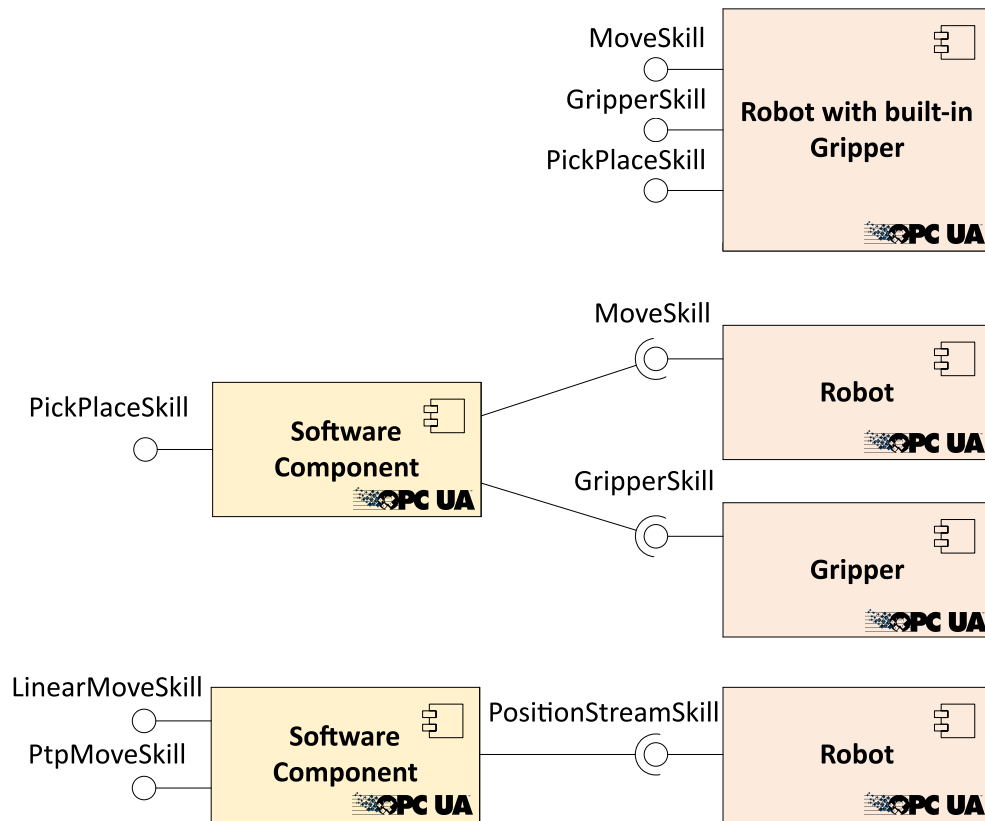 MoveSkill
GripperSkill
PickPlaceSkill
Robot with built-in
Gripper
OPC UA
MoveSkill
Robot
OPC UA
PickPlaceSkill
Software
Component
OPC UA
GripperSkill
Gripper
OPC UA
LinearMoveSkill
PtpMoveSkill
Software
Component
OPC UA
PositionStreamSkill
Robot
OPC UA